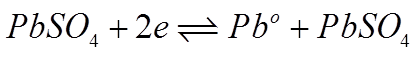 PbSO₄ + 2e ⇌ Pbᵒ + PbSO₄